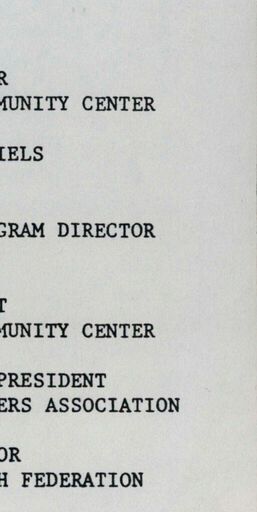 R
MUNITY CENTER
IELS
GRAM DIRECTOR
T
MUNITY CENTER
PRESIDENT
ERS ASSOCIATION
OR
H FEDERATION